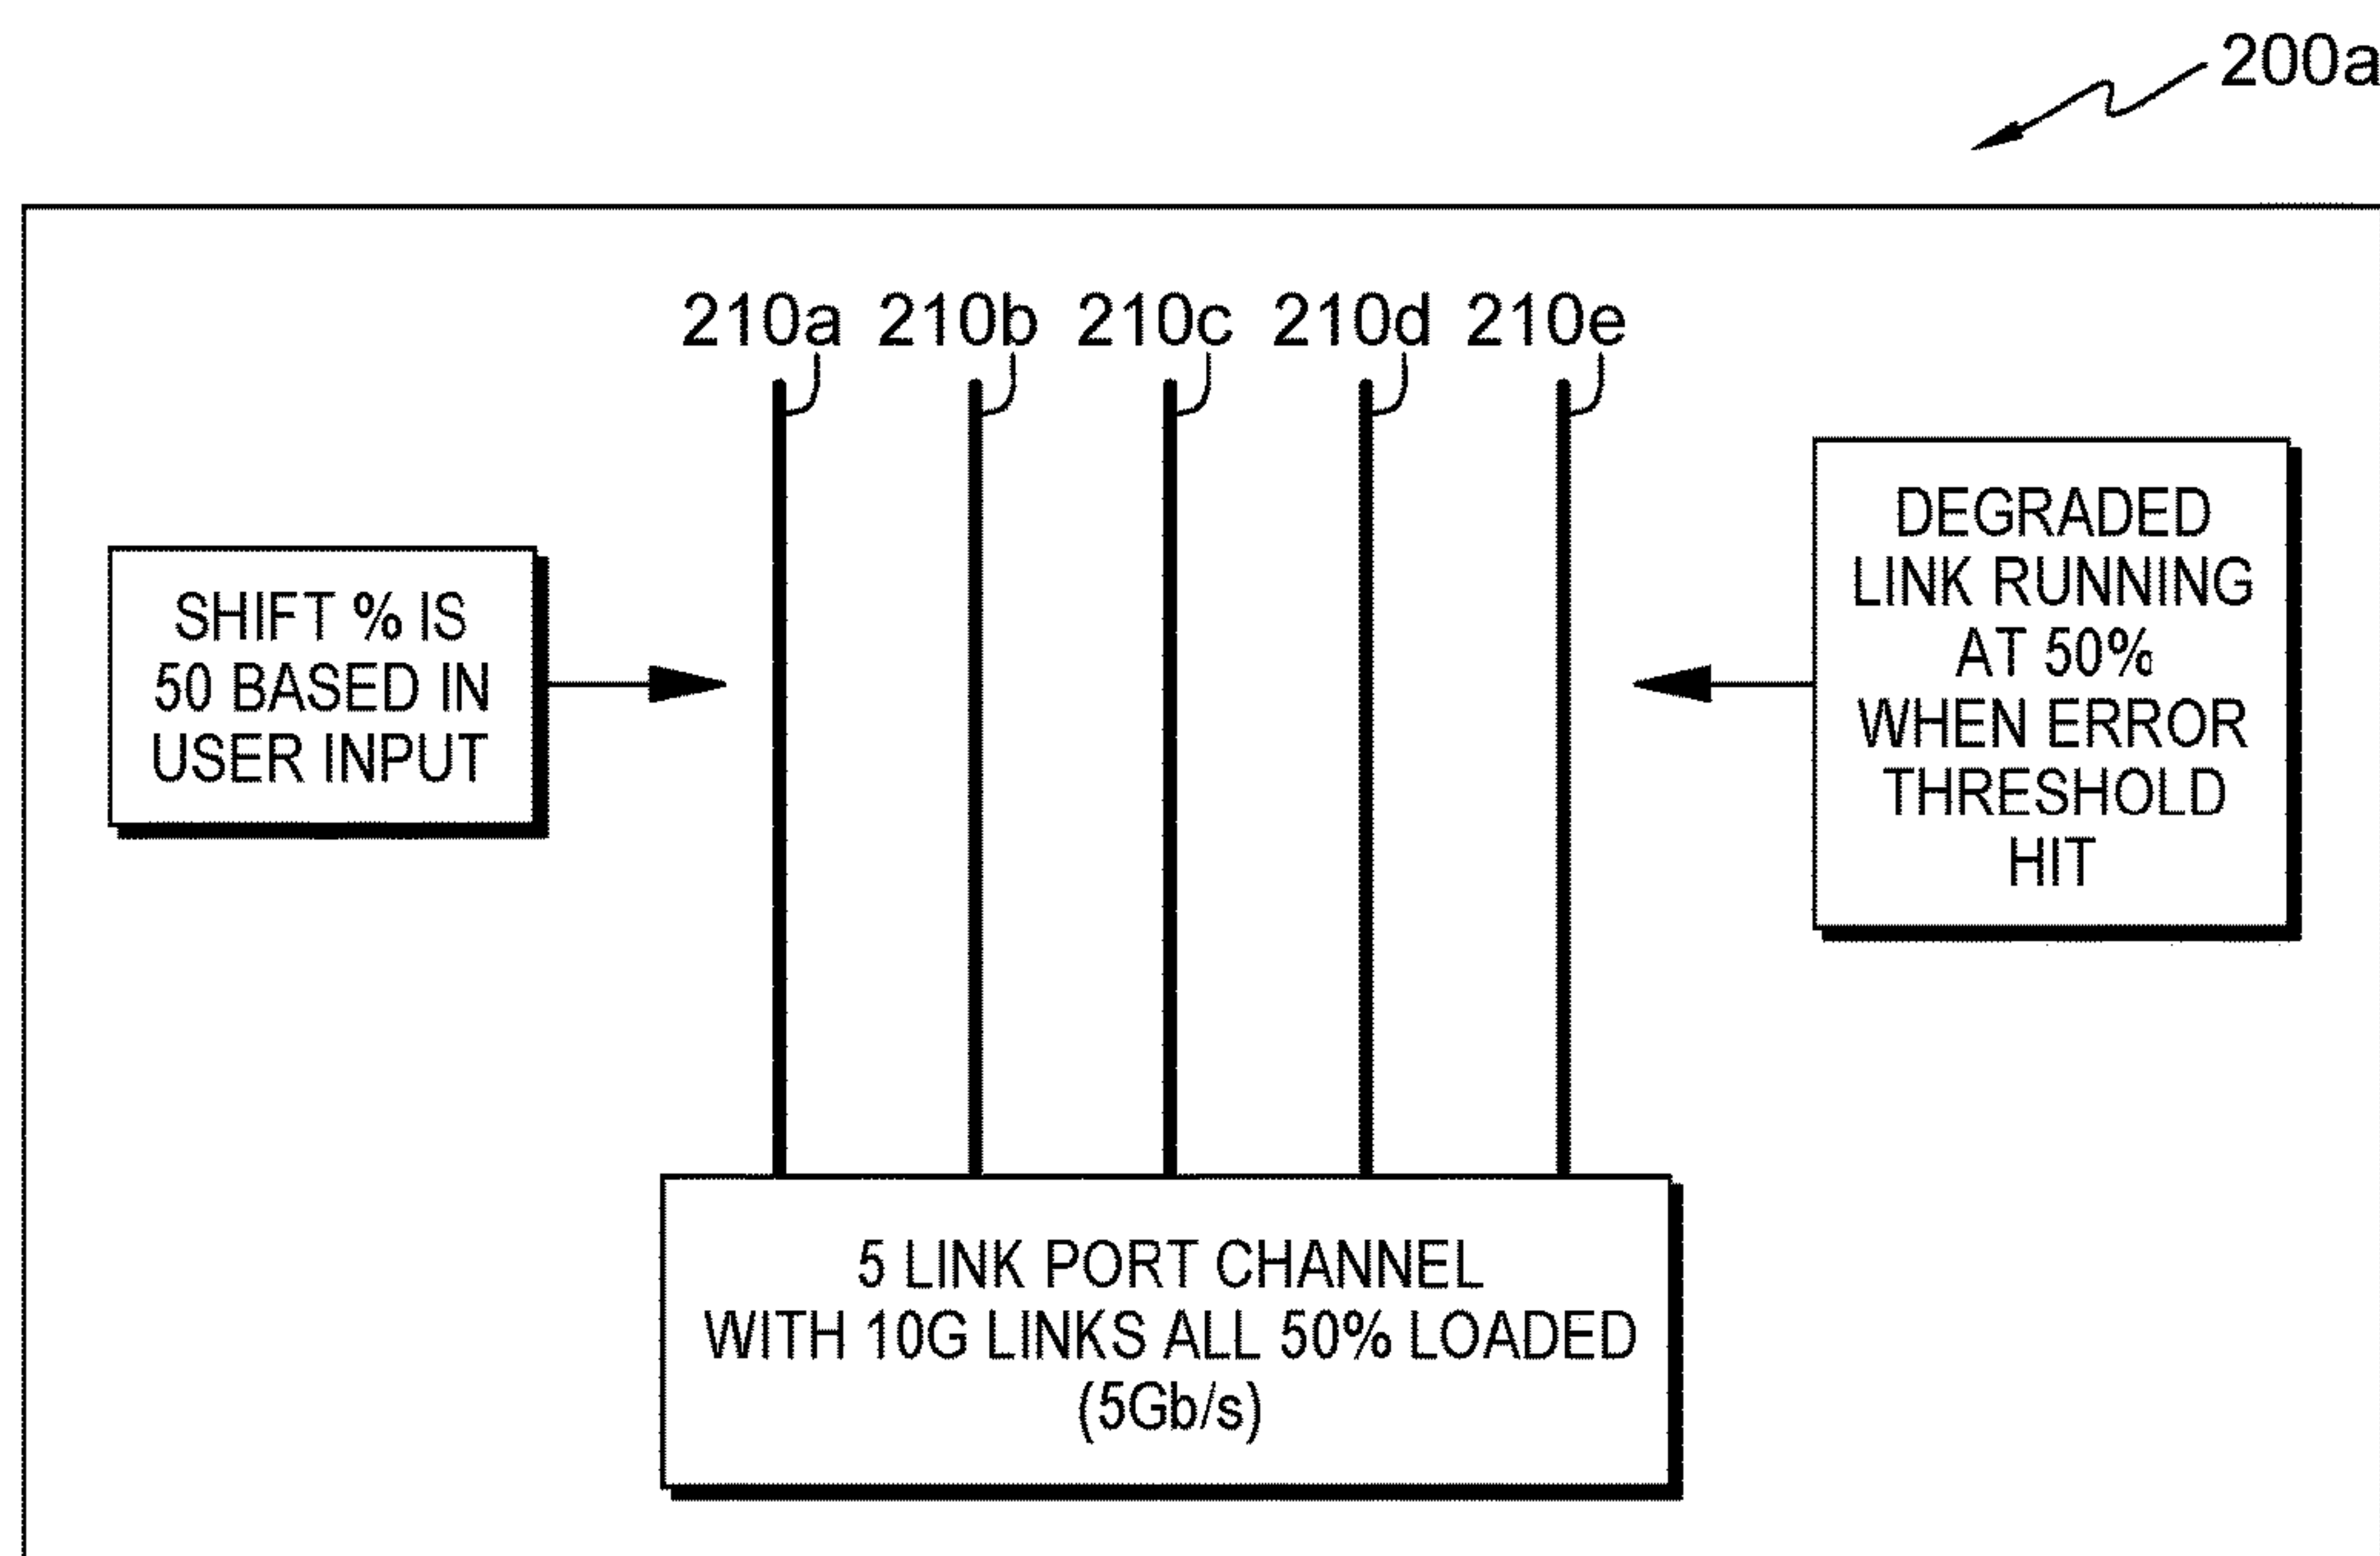 200a
210a 210b 210c 210d 210e
SHIFT % IS
50 BASED IN
USER INPUT
DEGRADED
LINK RUNNING
AT 50%
WHEN ERROR
THRESHOLD
HIT
5 LINK PORT CHANNEL
WITH 10G LINKS ALL 50% LOADED
(5Gb/s)